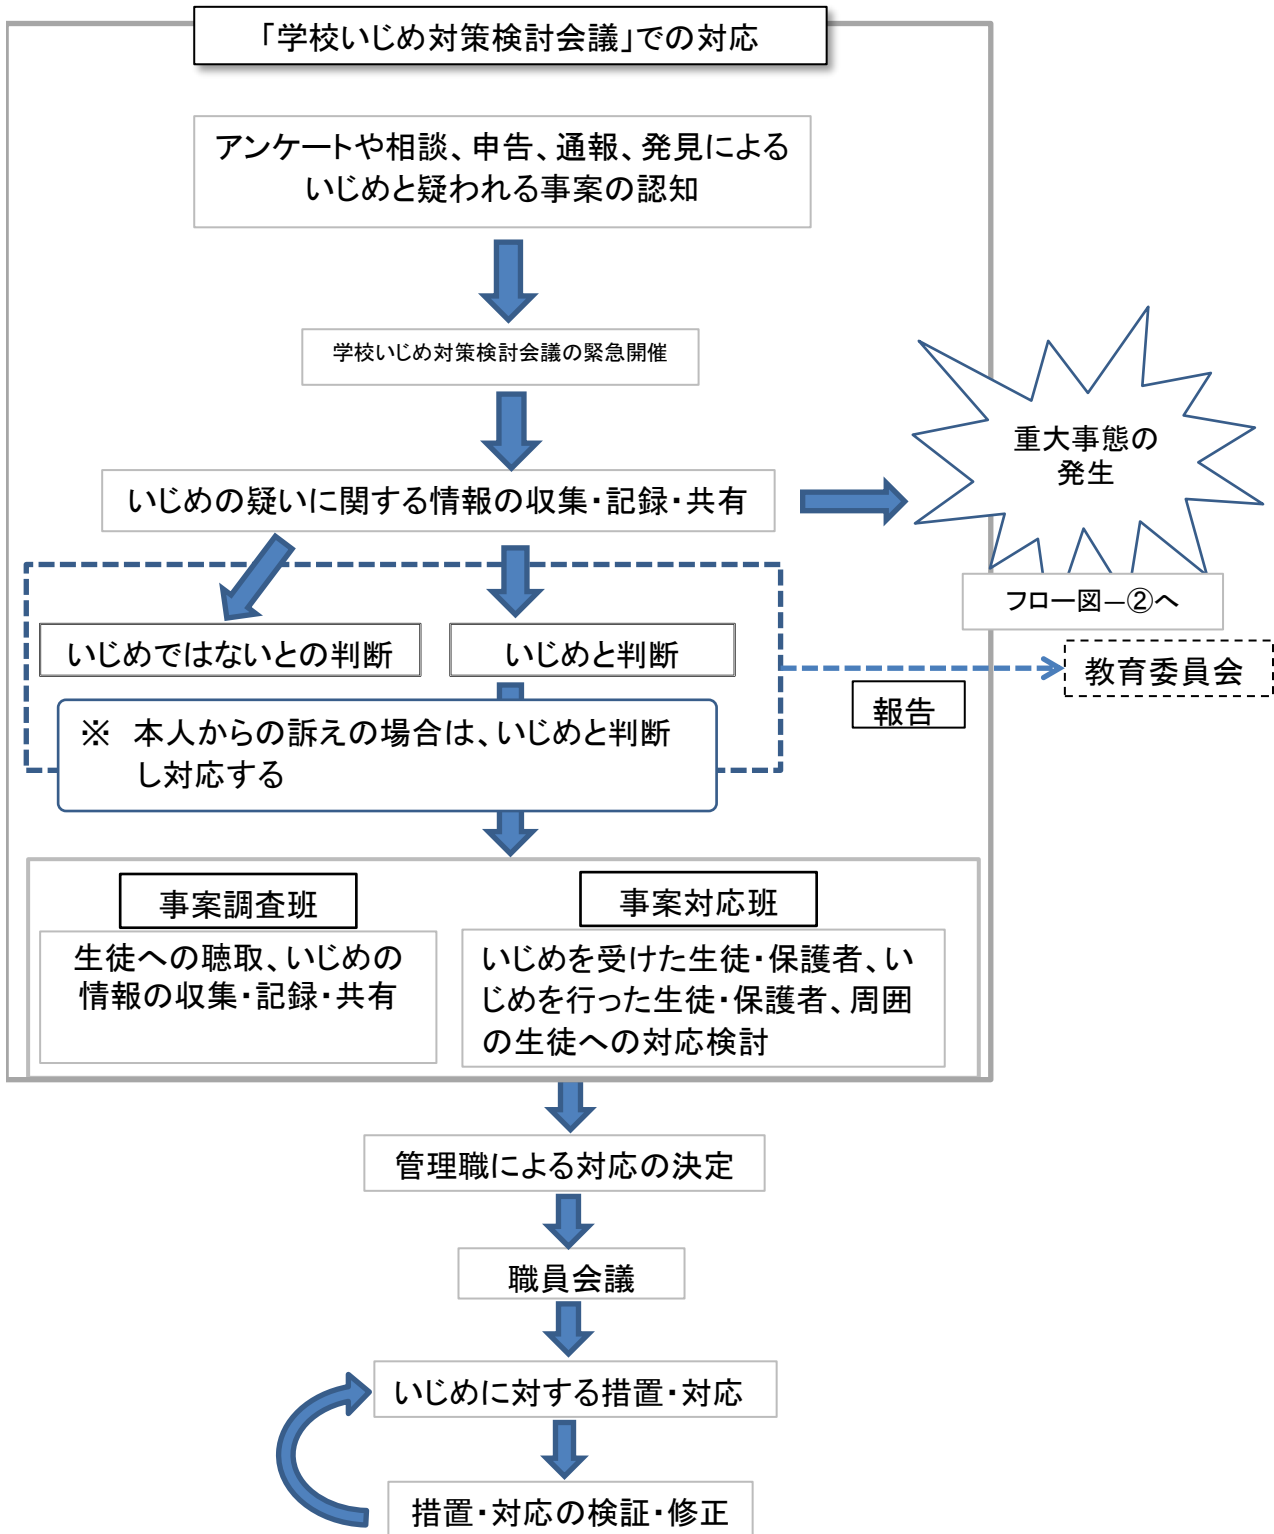 「学校いじめ対策検討会議」での対応
アンケートや相談、申告、通報、発見による
いじめと疑われる事案の認知
学校いじめ対策検討会議の緊急開催
いじめの疑いに関する情報の収集・記録・共有
重大事態の
発生
フロー図―②へ
いじめではないとの判断
いじめと判断
教育委員会
報告
※ 本人からの訴えの場合は、いじめと判断
し対応する
事案調査班
生徒への聴取、いじめの
情報の収集・記録・共有
事案対応班
いじめを受けた生徒・保護者、い
じめを行った生徒・保護者、周囲
の生徒への対応検討
管理職による対応の決定
職員会議
いじめに対する措置・対応
措置・対応の検証・修正